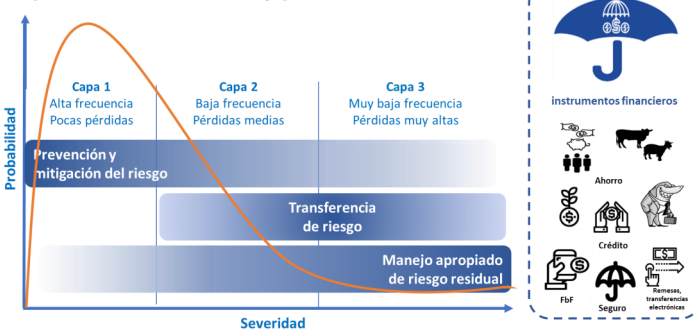 Capa 1
Alta frecuencia
Pocas pérdidas
Capa 2
Baja frecuencia
Pérdidas medias
Capa 3
Muy baja frecuencia
Pérdidas muy altas
Probabilidad
Prevención y
mitigación del riesgo
Transferencia
de riesgo
Manejo apropiado
de riesgo residual
Severidad
instrumentos financieros
Ahorro
Crédito
FbF
Seguro
Remesas,
transferencias
electrónicas